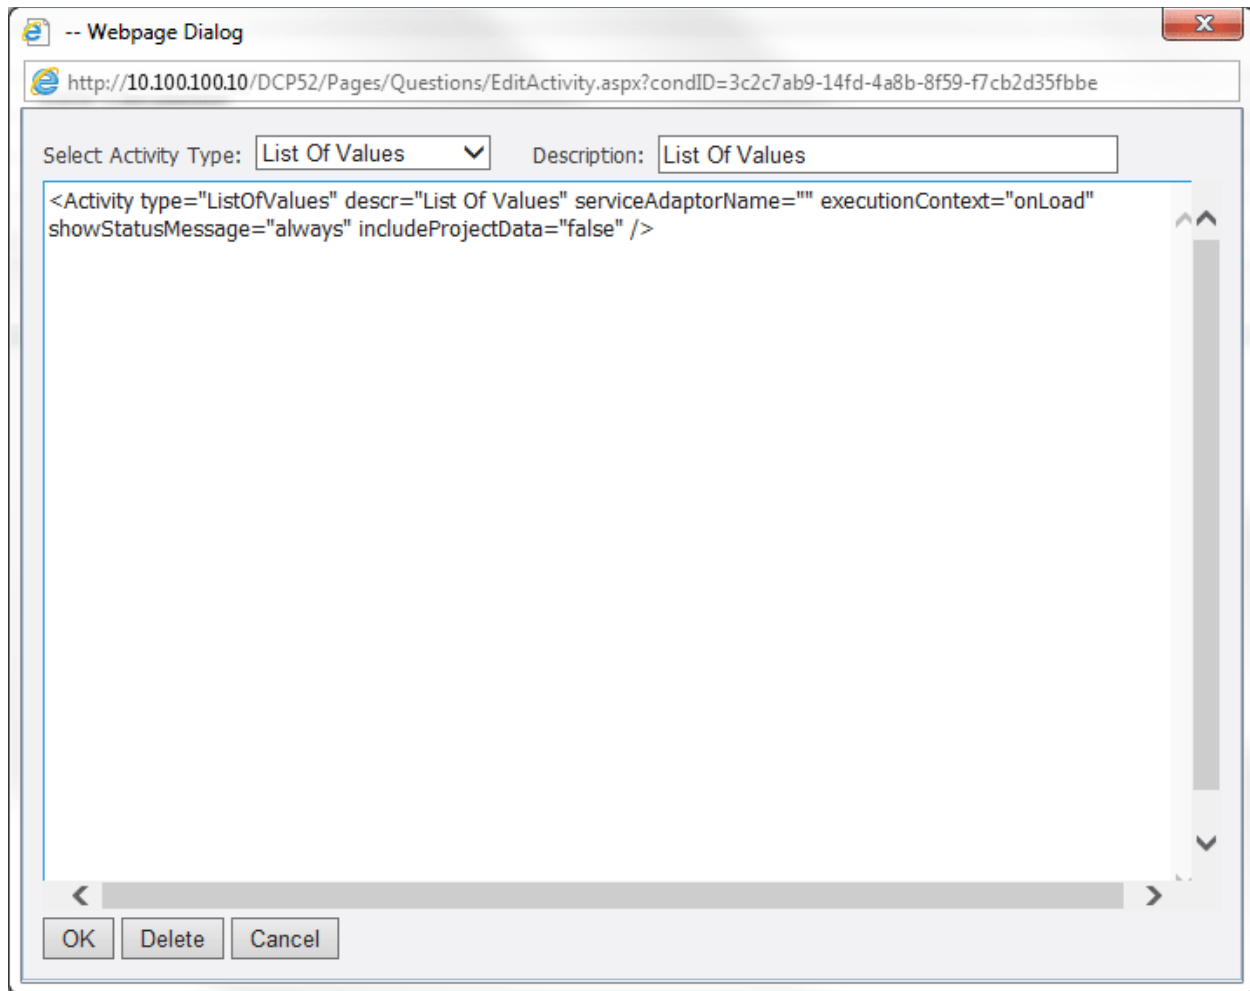 -- Webpage Dialog
http://10.100.100.10/DCP52/Pages/Questions/EditActivity.aspx?condID=3c2c7ab9-14fd-4a8b-8f59-f7cb2d35fbbe
Select Activity Type: List Of Values Description: List Of Values
<Activity type="ListOfValues" descr="List Of Values" serviceAdaptorName="" executionContext="onLoad"
showStatusMessage="always" includeProjectData="false" />
OK Delete Cancel